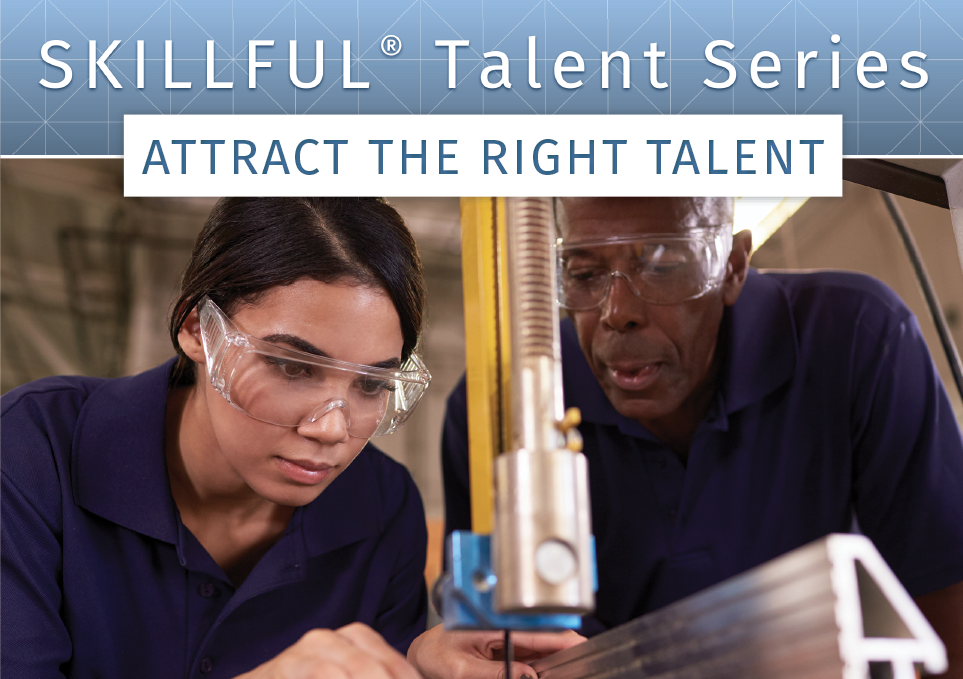 SKILLFUL® Talent Series
ATTRACT THE RIGHT TALENT